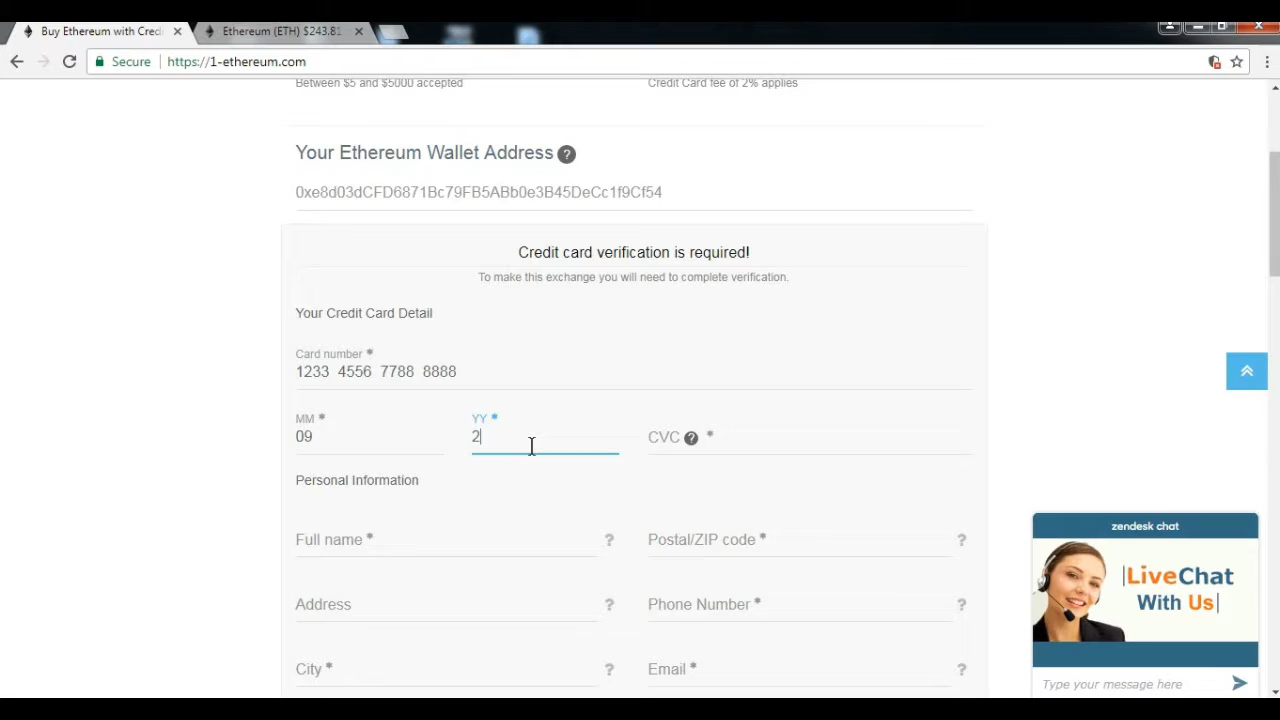 Buy Ethereum with Credi
Ethereum (ETH) $243.81
Secure https://1-ethereum.com
Between $5 and $5000 accepted
Credit Card fee of 2% applies
Your Ethereum Wallet Address ?
0xe8d03dCFD6871Bc79FB5ABb0e3B45DeCc1f9Cf54
Credit card verification is required!
To make this exchange you will need to complete verification.
Your Credit Card Detail
Card number *
1233 4556 7788 8888
MM *
09
YY *
2
CVC ? *
Personal Information
Full name * ?
Postal/ZIP code * ?
Address ?
Phone Number * ?
City * ?
Email * ?
zendesk chat
LiveChat
With Us
Type your message here